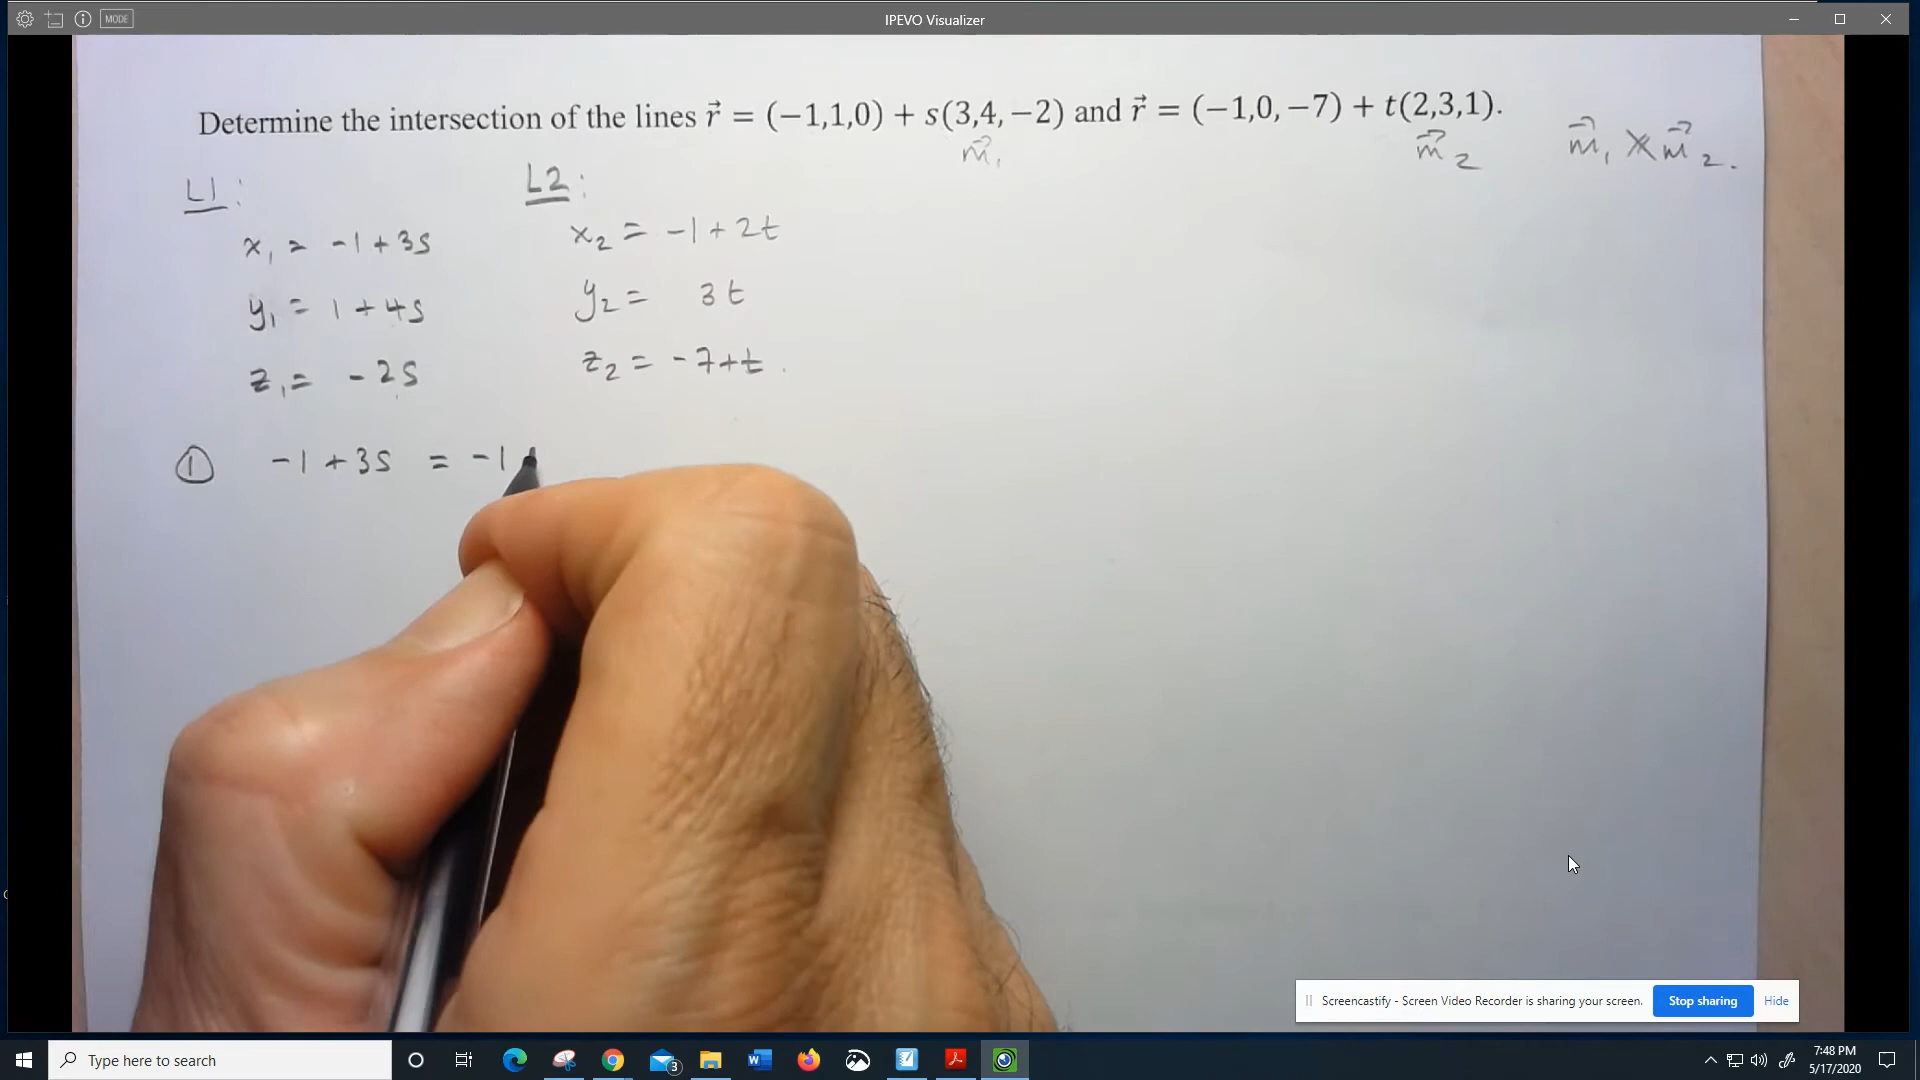 MODE
IPEVO Visualizer
Determine the intersection of the lines r⃗ = (−1,1,0) + s(3,4,−2) and r⃗ = (−1,0,−7) + t(2,3,1).
m⃗₁ m⃗₂ m⃗₁ ∦ m⃗₂.
L1: L2:
x₁ = -1 + 3s x₂ = -1 + 2t
y₁ = 1 + 4s y₂ = 3t
z₁ = -2s z₂ = -7+t
① -1 + 3s = -1
Screencastify - Screen Video Recorder is sharing your screen. Stop sharing Hide
Type here to search
3
7:48 PM
5/17/2020